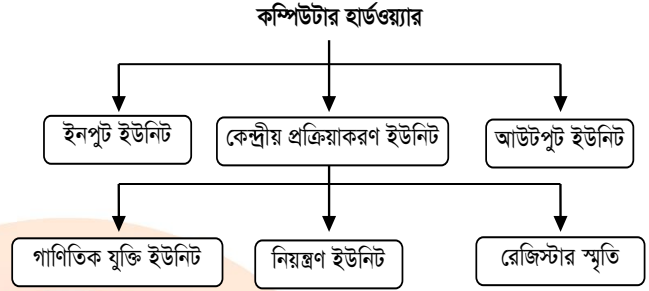 কম্পিউটার হার্ডওয়্যার
ইনপুট ইউনিট
কেন্দ্রীয় প্রক্রিয়াকরণ ইউনিট
আউটপুট ইউনিট
গাণিতিক যুক্তি ইউনিট
নিয়ন্ত্রণ ইউনিট
রেজিস্টার স্মৃতি